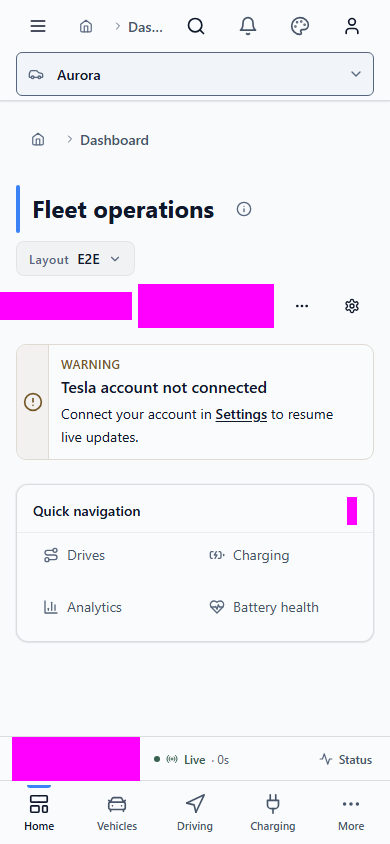 Das...
Aurora
Dashboard
Fleet operations
Layout E2E
WARNING
Tesla account not connected
Connect your account in Settings to resume
live updates.
Quick navigation
Drives
Charging
Analytics
Battery health
Live · 0s
Status
Home
Vehicles
Driving
Charging
More